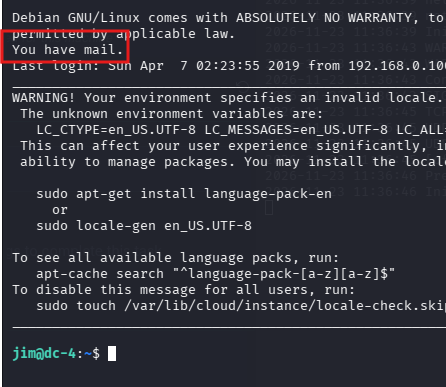 Debian GNU/Linux comes with ABSOLUTELY NO WARRANTY, to
permitted by applicable law.
You have mail.
Last login: Sun Apr  7 02:23:55 2019 from 192.168.0.100
WARNING! Your environment specifies an invalid locale.
The unknown environment variables are:
LC_CTYPE=en_US.UTF-8 LC_MESSAGES=en_US.UTF-8 LC_ALL=
This can affect your user experience significantly, in
ability to manage packages. You may install the locale
sudo apt-get install language-pack-en
or
sudo locale-gen en_US.UTF-8
To see all available language packs, run:
apt-cache search "^language-pack-[a-z][a-z]$"
To disable this message for all users, run:
sudo touch /var/lib/cloud/instance/locale-check.skip
jim@dc-4:~$